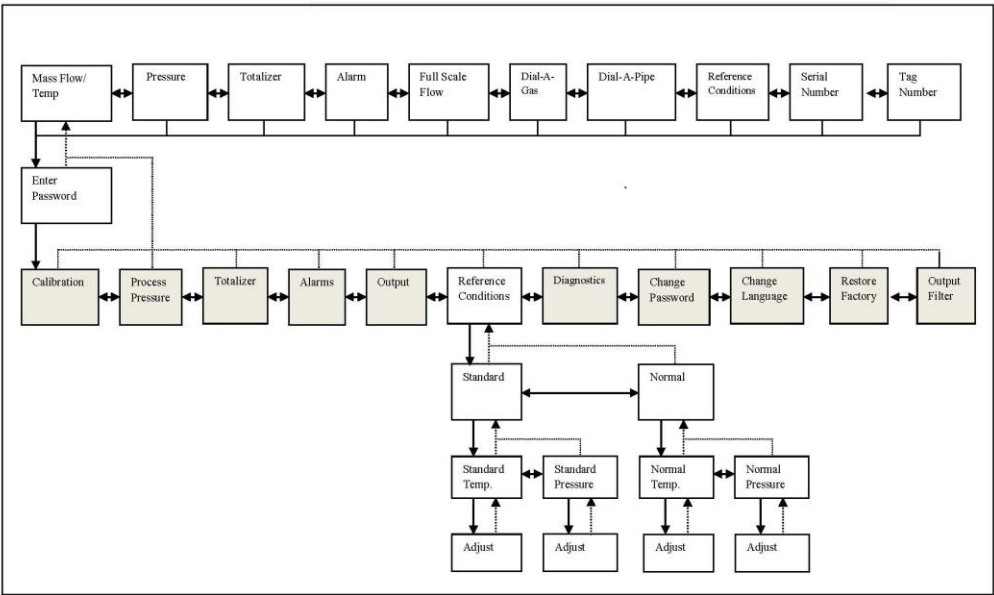 Mass Flow/
Temp
Pressure
Totalizer
Alarm
Full Scale
Flow
Dial-A-
Gas
Dial-A-Pipe
Reference
Conditions
Serial
Number
Tag
Number
Enter
Password
Calibration
Process
Pressure
Totalizer
Alarms
Output
Reference
Conditions
Diagnostics
Change
Password
Change
Language
Restore
Factory
Output
Filter
Standard
Normal
Standard
Temp.
Standard
Pressure
Normal
Temp.
Normal
Pressure
Adjust
Adjust
Adjust
Adjust